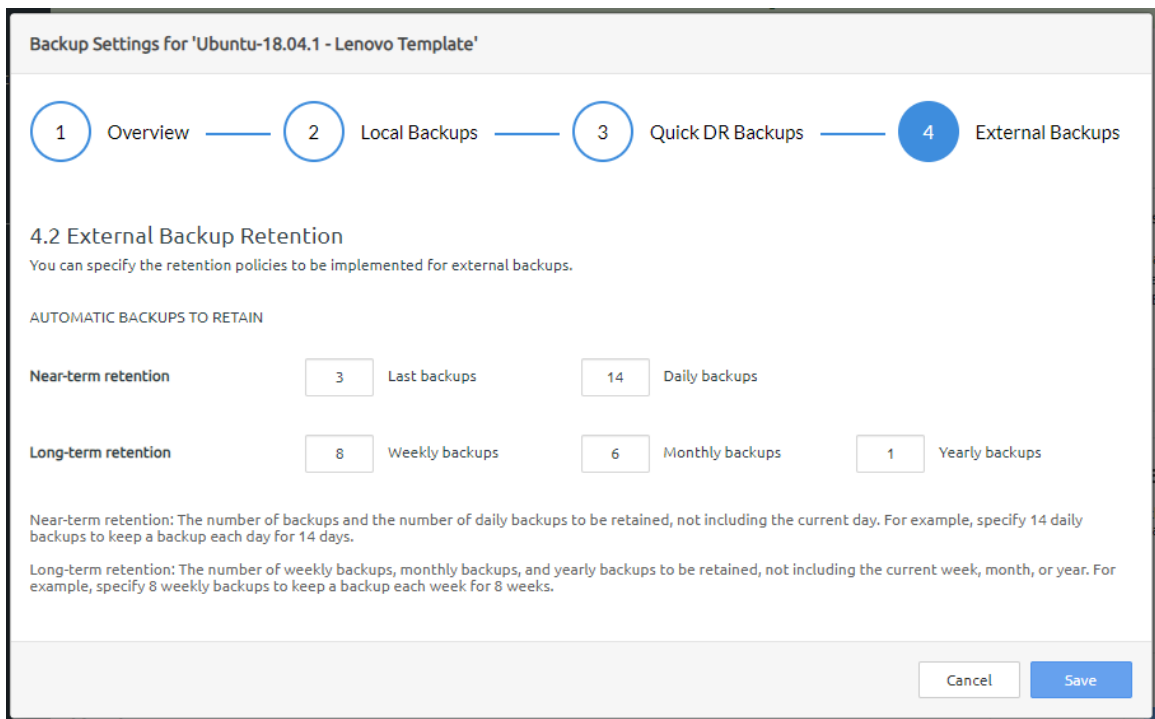 Backup Settings for 'Ubuntu-18.04.1 - Lenovo Template'
1 Overview 2 Local Backups 3 Quick DR Backups 4 External Backups
4.2 External Backup Retention
You can specify the retention policies to be implemented for external backups.
AUTOMATIC BACKUPS TO RETAIN
Near-term retention 3 Last backups 14 Daily backups
Long-term retention 8 Weekly backups 6 Monthly backups 1 Yearly backups
Near-term retention: The number of backups and the number of daily backups to be retained, not including the current day. For example, specify 14 daily
backups to keep a backup each day for 14 days.
Long-term retention: The number of weekly backups, monthly backups, and yearly backups to be retained, not including the current week, month, or year. For
example, specify 8 weekly backups to keep a backup each week for 8 weeks.
Cancel Save